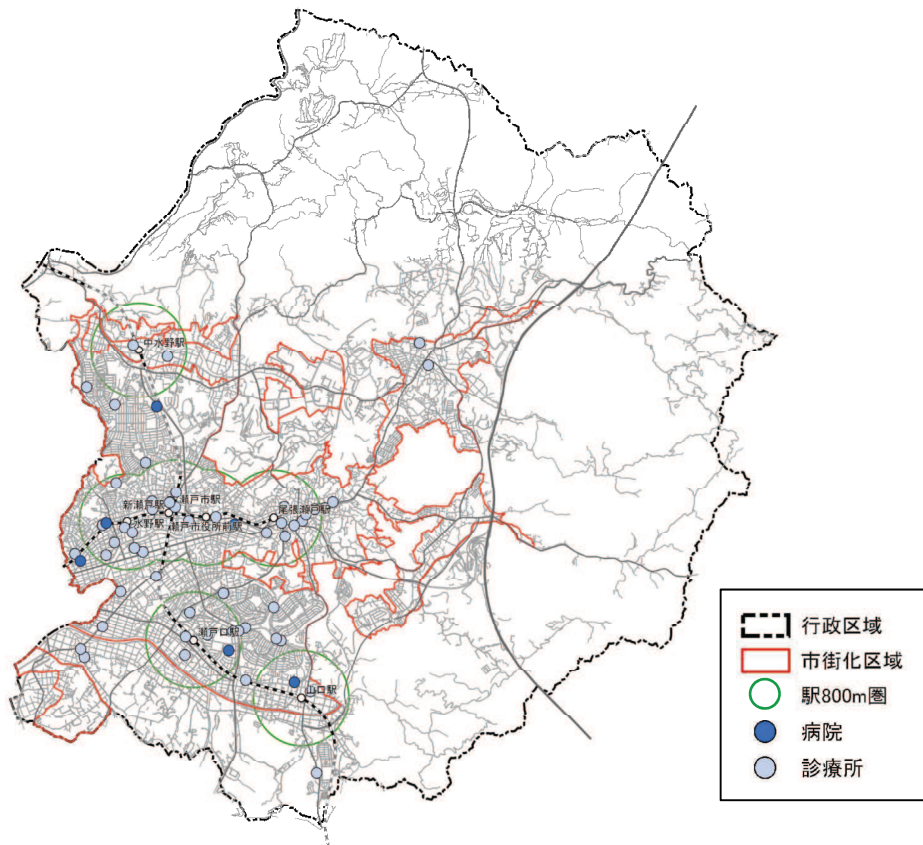 中水野駅
新瀬戸駅
瀬戸市駅
水野駅
瀬戸市役所前駅
尾張瀬戸駅
瀬戸口駅
山口駅
行政区域
市街化区域
駅800m圏
病院
診療所